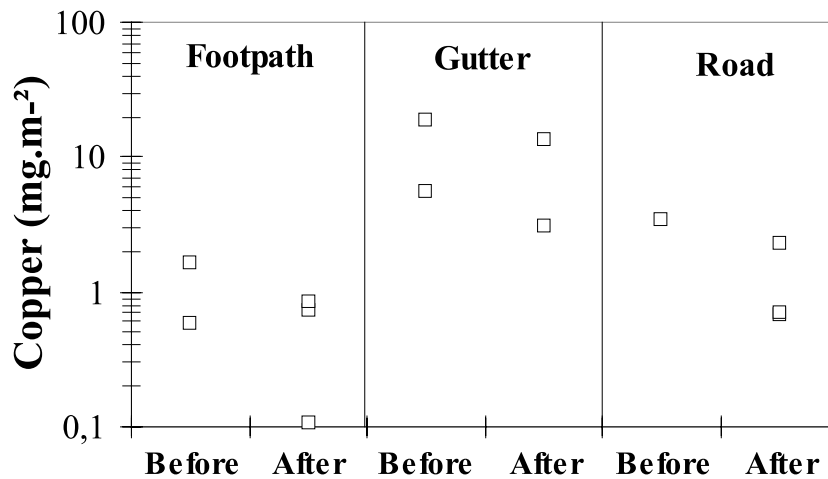 Copper (mg.m-²)
100
10
1
0,1
Footpath
Gutter
Road
Before After Before After Before After